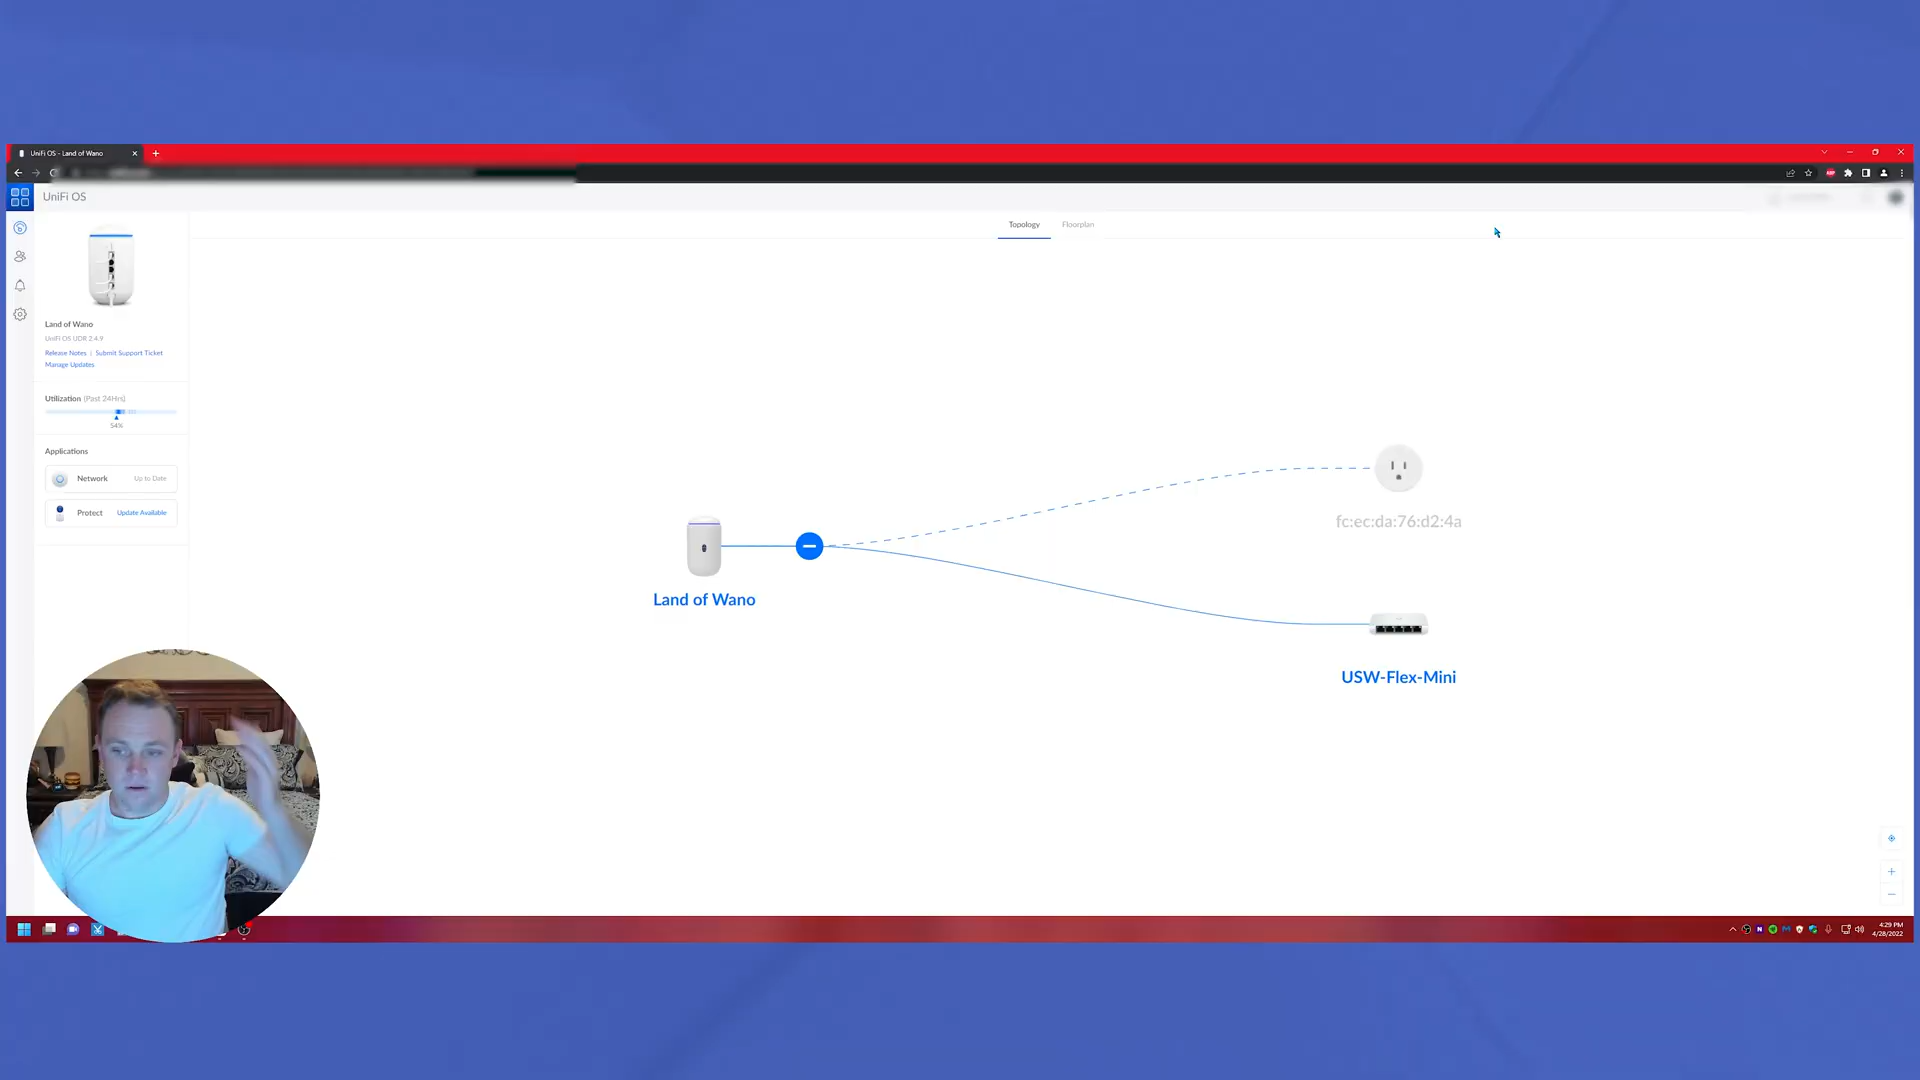 UniFi OS - Land of Wano
UniFi OS
Topology
Floorplan
Land of Wano
UniFi OS UDR 2.4.9
Release Notes | Submit Support Ticket
Manage Updates
Utilization (Past 24Hrs)
54%
Applications
Network Up to Date
Protect Update Available
fc:ec:da:76:d2:4a
Land of Wano
USW-Flex-Mini
4:29 PM
4/28/2022